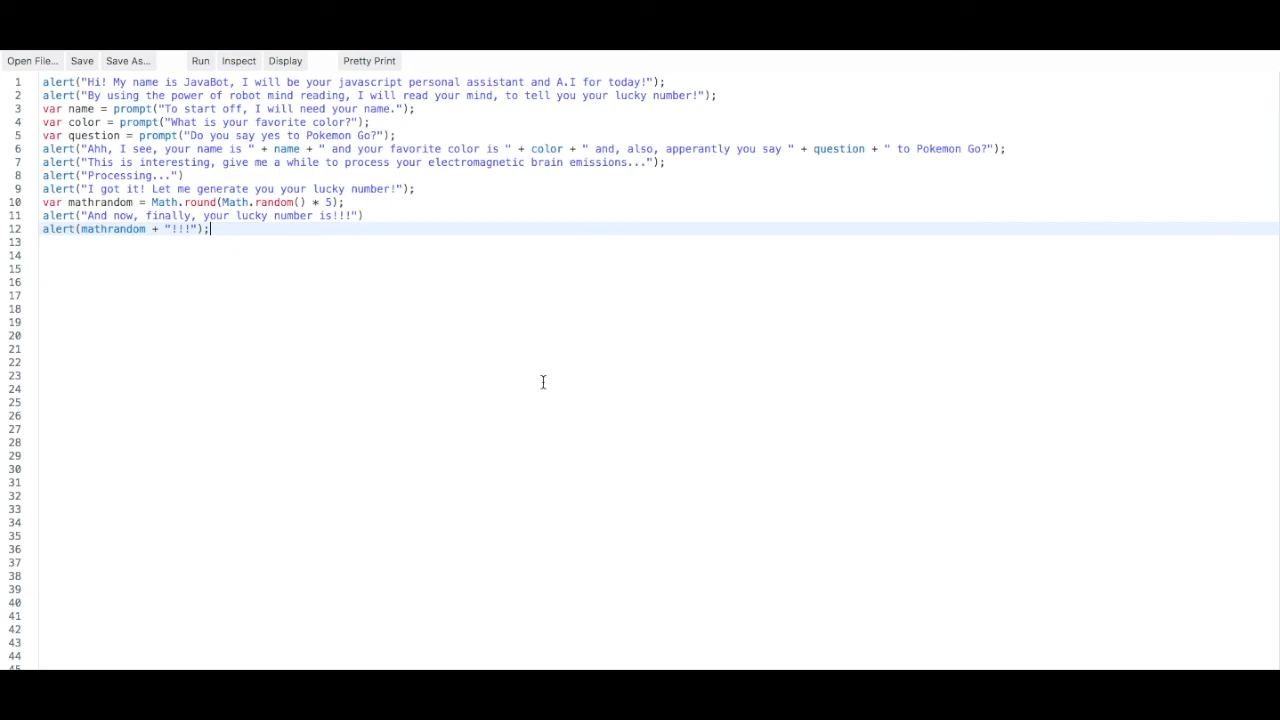 Open File... Save Save As... Run Inspect Display Pretty Print
1 alert("Hi! My name is JavaBot, I will be your javascript personal assistant and A.I for today!");
2 alert("By using the power of robot mind reading, I will read your mind, to tell you your lucky number!");
3 var name = prompt("To start off, I will need your name.");
4 var color = prompt("What is your favorite color?");
5 var question = prompt("Do you say yes to Pokemon Go?");
6 alert("Ahh, I see, your name is " + name + " and your favorite color is " + color + " and, also, apperantly you say " + question + " to Pokemon Go?");
7 alert("This is interesting, give me a while to process your electromagnetic brain emissions...");
8 alert("Processing...")
9 alert("I got it! Let me generate you your lucky number!");
10 var mathrandom = Math.round(Math.random() * 5);
11 alert("And now, finally, your lucky number is!!!")
12 alert(mathrandom + "!!!");
13
14
15
16
17
18
19
20
21
22
23
24
25
26
27
28
29
30
31
32
33
34
35
36
37
38
39
40
41
42
43
44
45